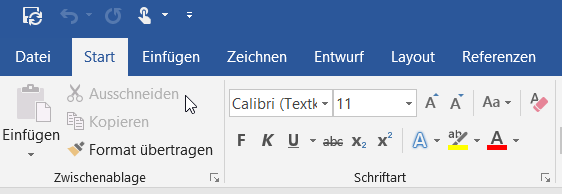 Datei Start Einfügen Zeichnen Entwurf Layout Referenzen
Ausschneiden
Kopieren
Format übertragen
Einfügen
Zwischenablage
Calibri (Textk 11 A A Aa A
F K U abc x₂ x² A ab A
Schriftart